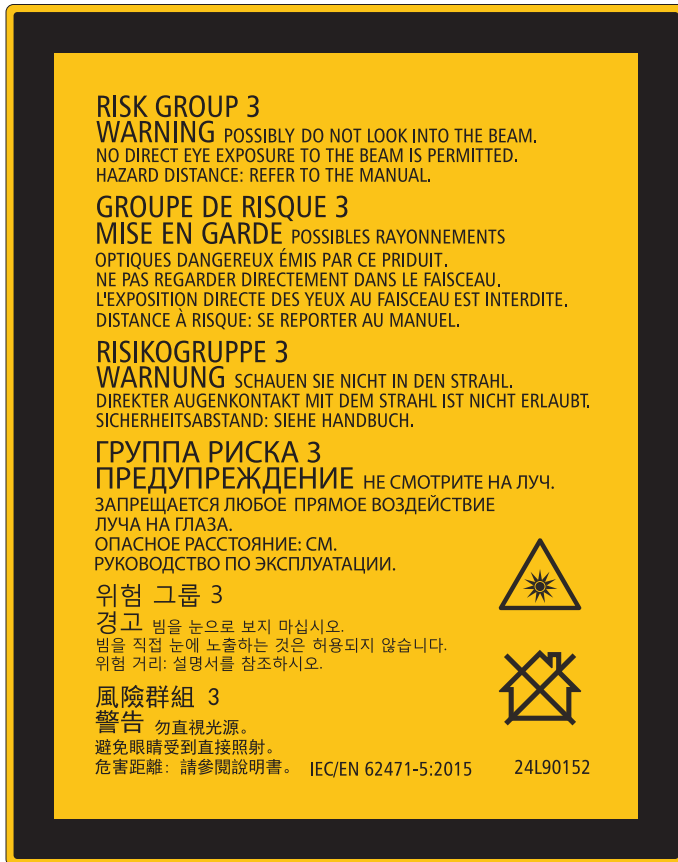 RISK GROUP 3
WARNING POSSIBLY DO NOT LOOK INTO THE BEAM.
NO DIRECT EYE EXPOSURE TO THE BEAM IS PERMITTED.
HAZARD DISTANCE: REFER TO THE MANUAL.
GROUPE DE RISQUE 3
MISE EN GARDE POSSIBLES RAYONNEMENTS
OPTIQUES DANGEREUX ÉMIS PAR CE PRIDUIT.
NE PAS REGARDER DIRECTEMENT DANS LE FAISCEAU.
L'EXPOSITION DIRECTE DES YEUX AU FAISCEAU EST INTERDITE.
DISTANCE À RISQUE: SE REPORTER AU MANUEL.
RISIKOGRUPPE 3
WARNUNG SCHAUEN SIE NICHT IN DEN STRAHL.
DIREKTER AUGENKONTAKT MIT DEM STRAHL IST NICHT ERLAUBT.
SICHERHEITSABSTAND: SIEHE HANDBUCH.
ГРУППА РИСКА 3
ПРЕДУПРЕЖДЕНИЕ НЕ СМОТРИТЕ НА ЛУЧ.
ЗАПРЕЩАЕТСЯ ЛЮБОЕ ПРЯМОЕ ВОЗДЕЙСТВИЕ
ЛУЧА НА ГЛАЗА.
ОПАСНОЕ РАССТОЯНИЕ: СМ.
РУКОВОДСТВО ПО ЭКСПЛУАТАЦИИ.
위험 그룹 3
경고 빔을 눈으로 보지 마십시오.
빔을 직접 눈에 노출하는 것은 허용되지 않습니다.
위험 거리: 설명서를 참조하시오.
風險群組 3
警告 勿直視光源。
避免眼睛受到直接照射。
危害距離：請參閱說明書。 IEC/EN 62471-5:2015 24L90152